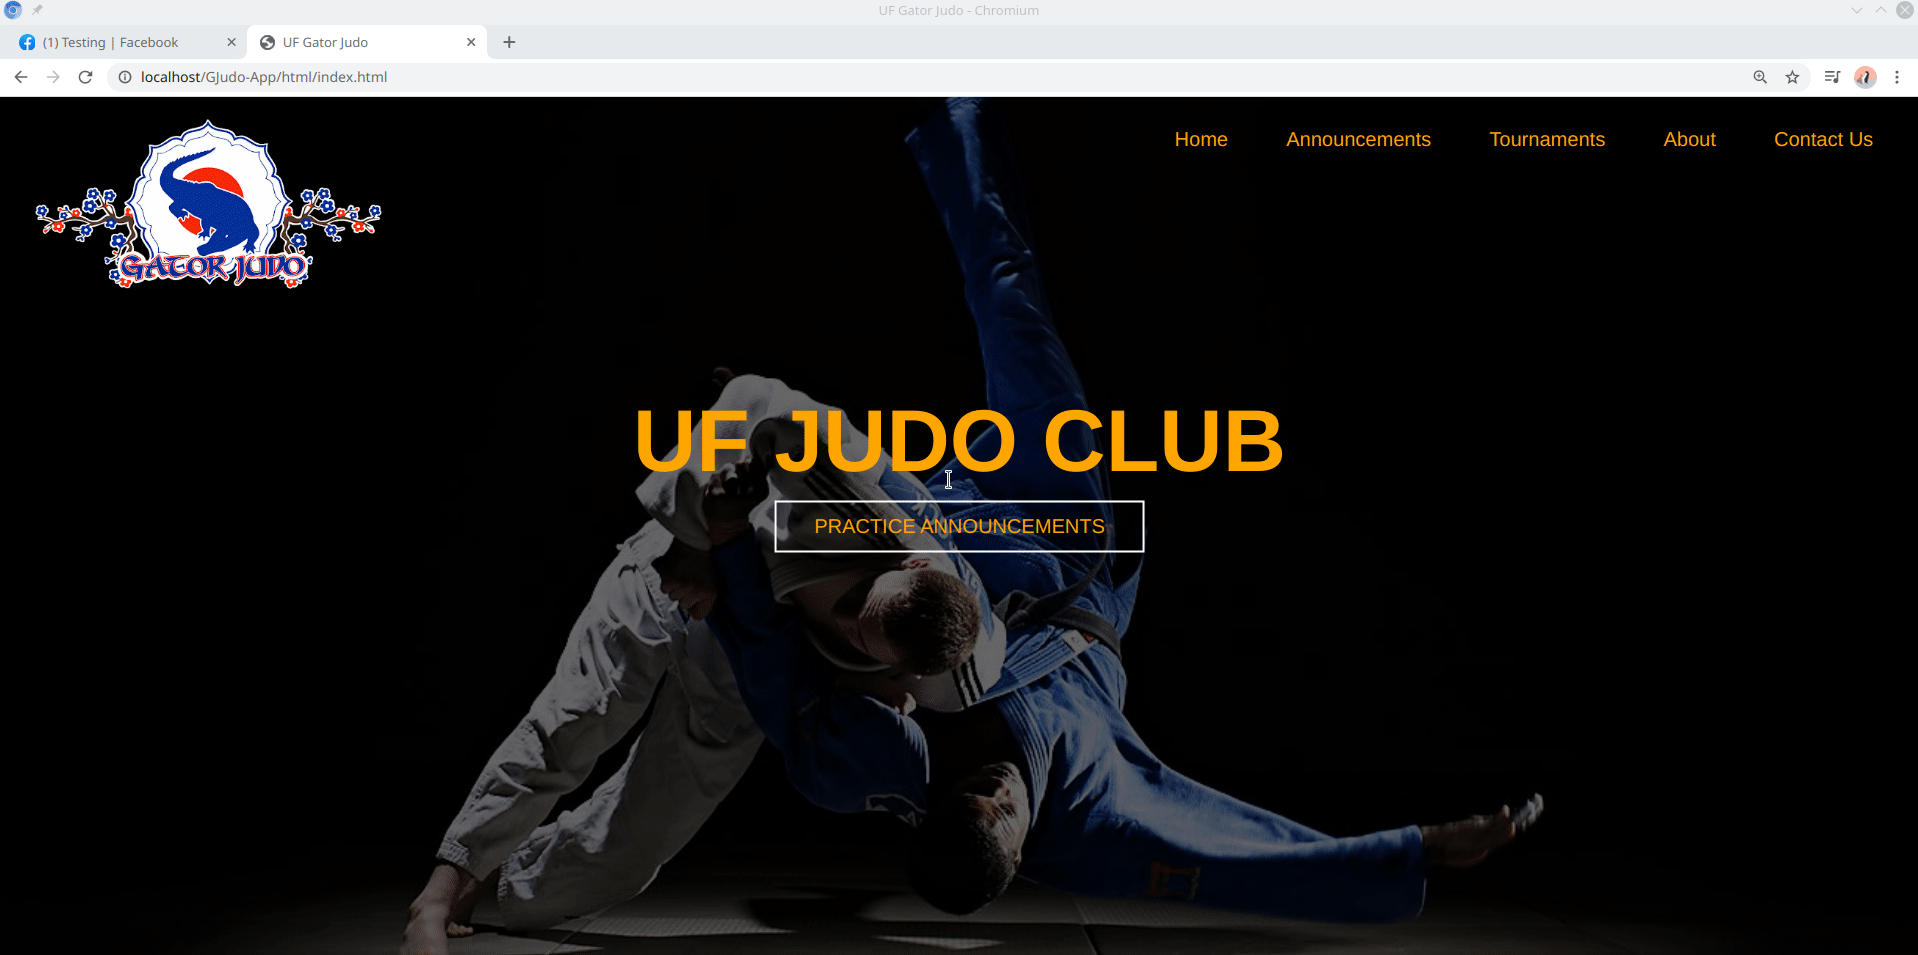 UF Gator Judo - Chromium
(1) Testing | Facebook
UF Gator Judo
localhost/GJudo-App/html/index.html
Home Announcements Tournaments About Contact Us
GATOR JUDO
UF JUDO CLUB
PRACTICE ANNOUNCEMENTS